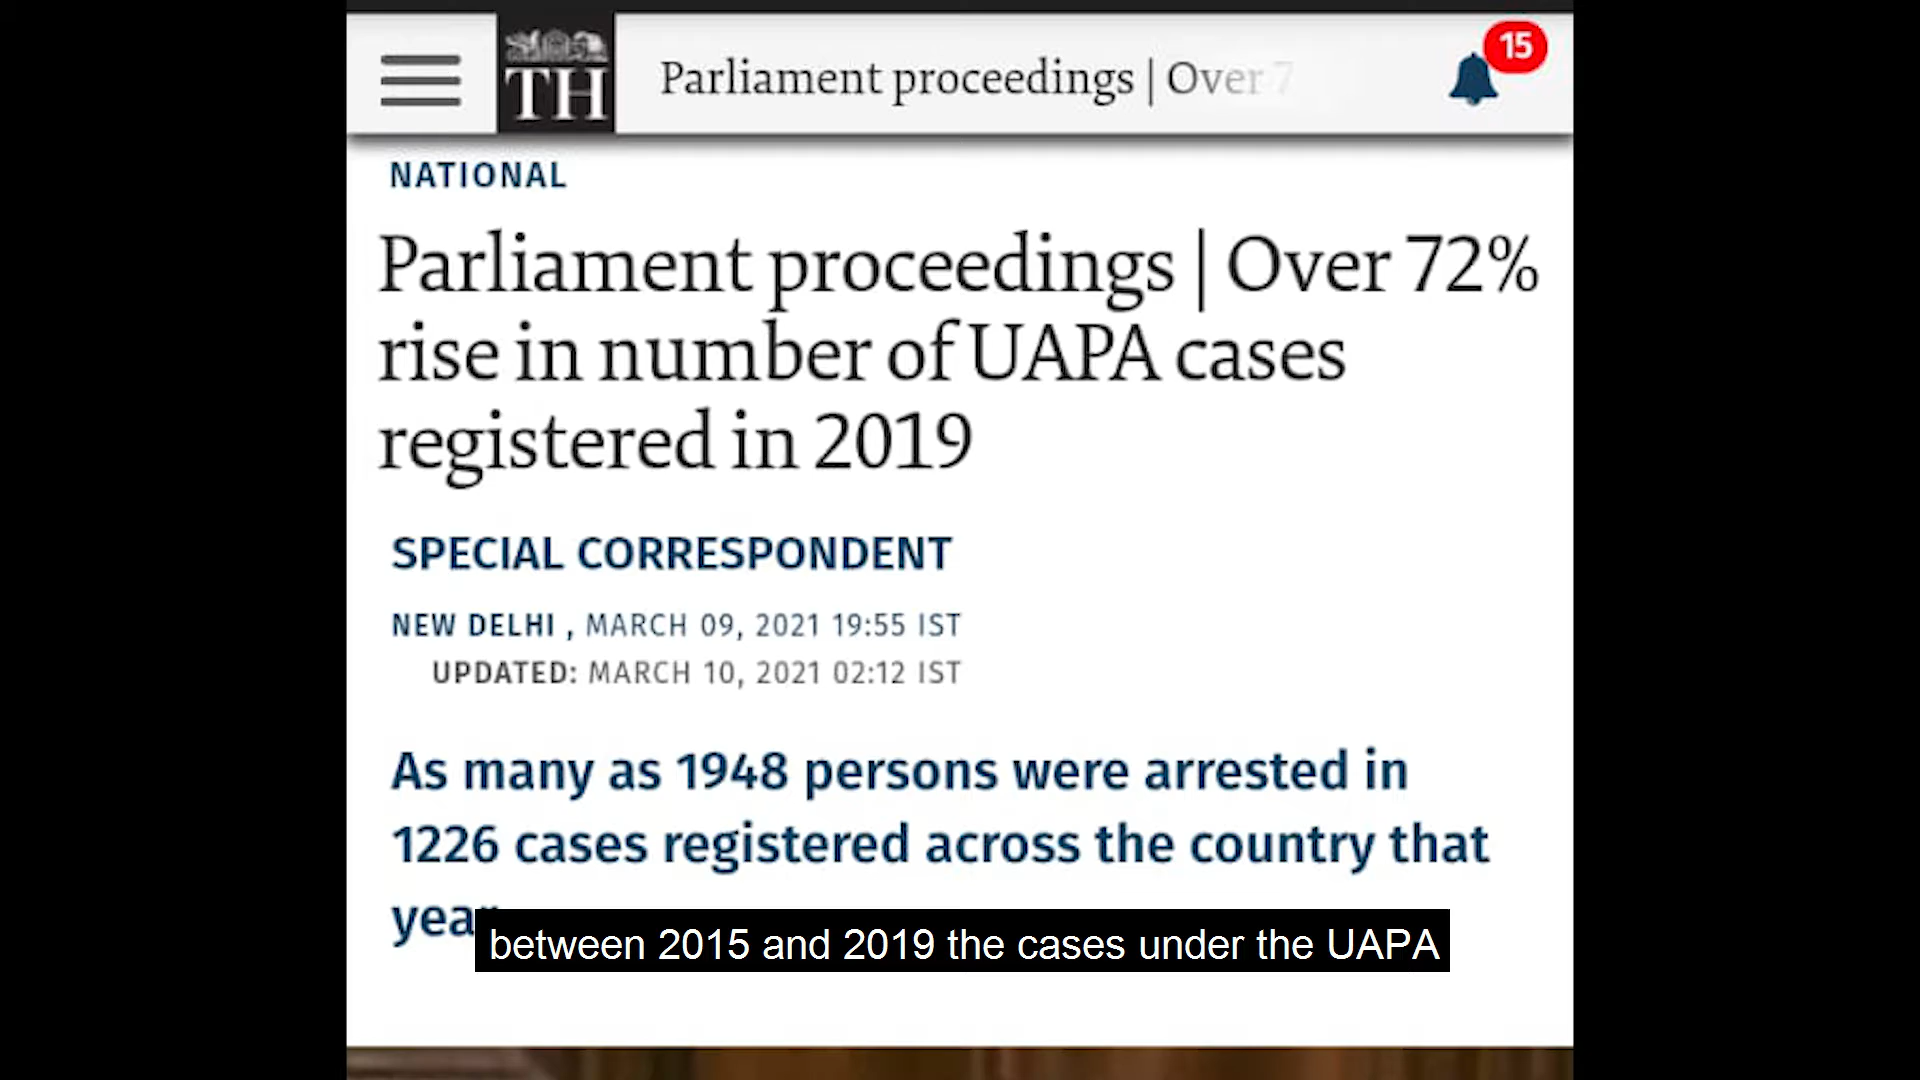 TH
Parliament proceedings | Over 7
15
NATIONAL
Parliament proceedings | Over 72%
rise in number of UAPA cases
registered in 2019
SPECIAL CORRESPONDENT
NEW DELHI , MARCH 09, 2021 19:55 IST
UPDATED: MARCH 10, 2021 02:12 IST
As many as 1948 persons were arrested in
1226 cases registered across the country that
year
between 2015 and 2019 the cases under the UAPA